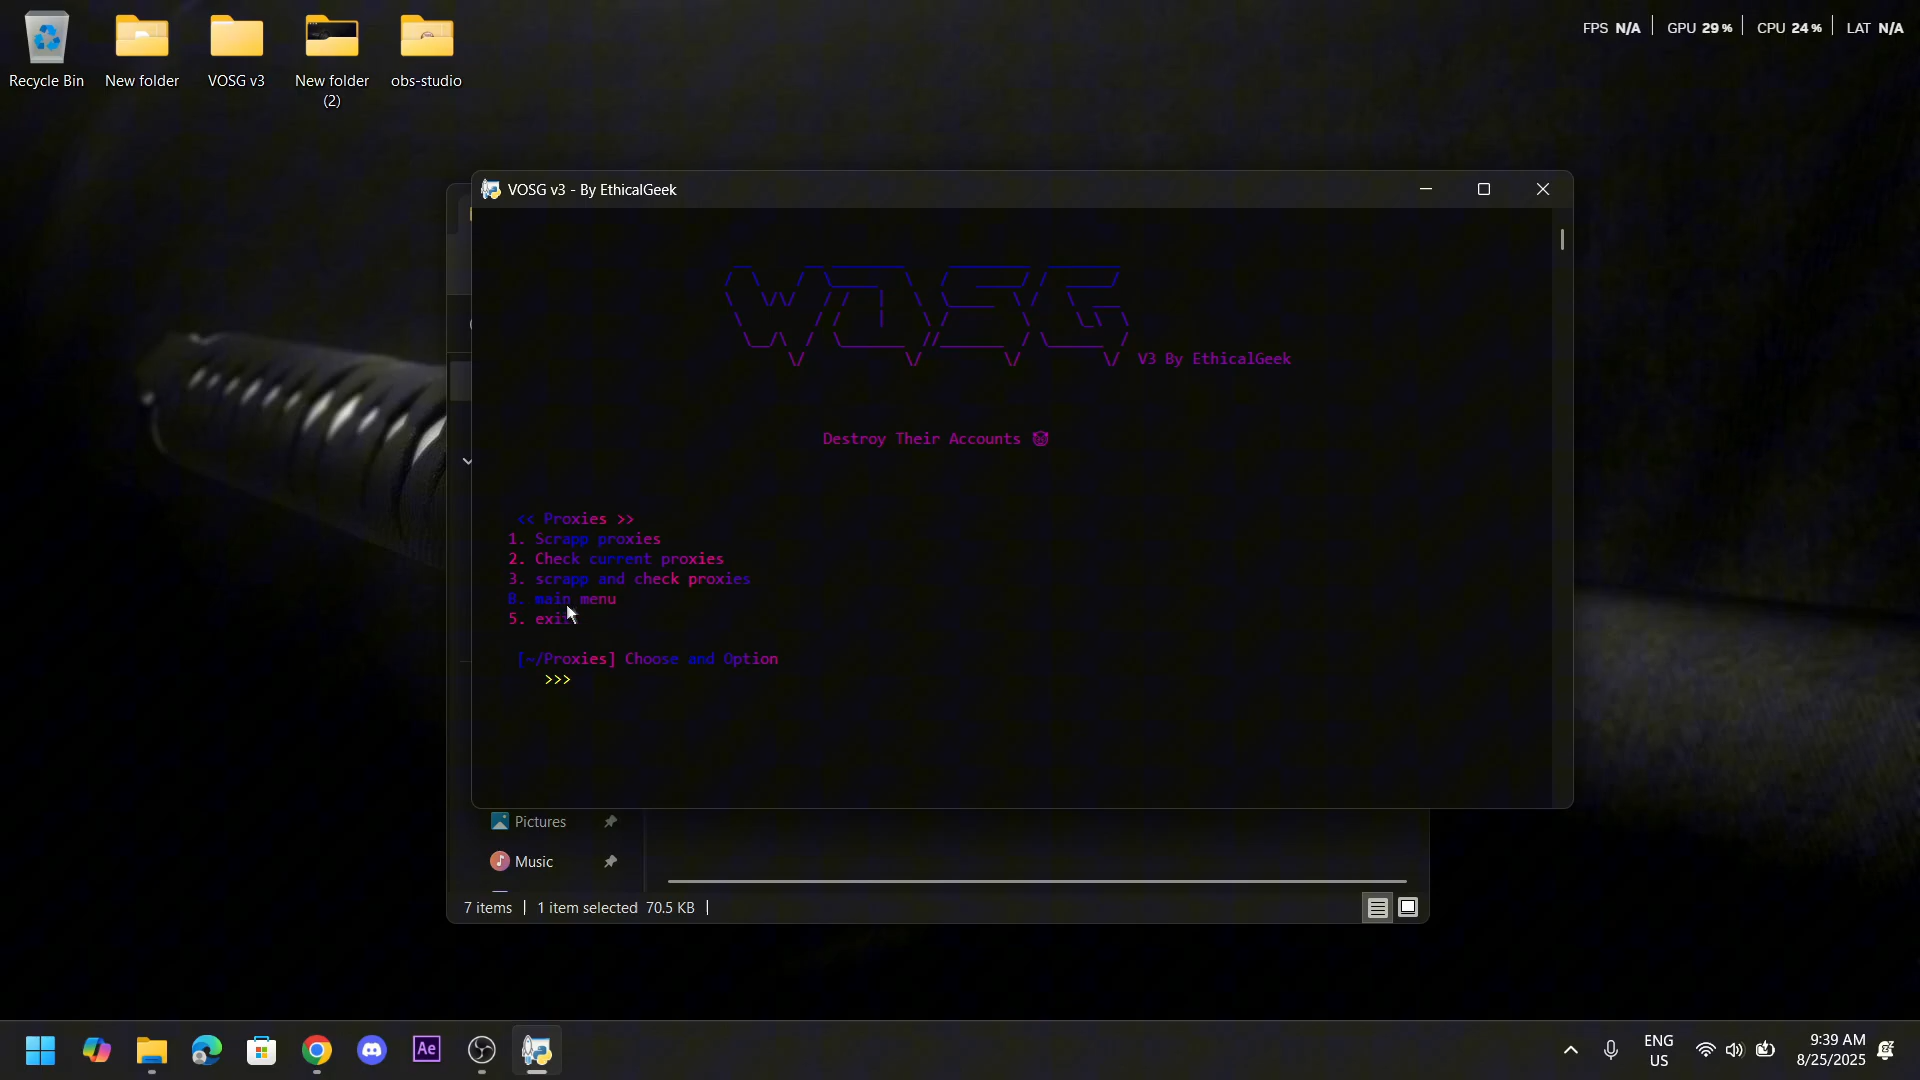 FPS N/A GPU 29% CPU 24% LAT N/A
Recycle Bin
New folder
VOSG v3
New folder (2)
obs-studio
VOSG v3 - By EthicalGeek
WOSG
V3 By EthicalGeek
Destroy Their Accounts
<< Proxies >>
1. Scrapp proxies
2. Check current proxies
3. scrapp and check proxies
B. main menu
5. exit
[~/Proxies] Choose and Option
>>>
Pictures
Music
7 items | 1 item selected 70.5 KB |
Ae
ENG
US
9:39 AM
8/25/2025